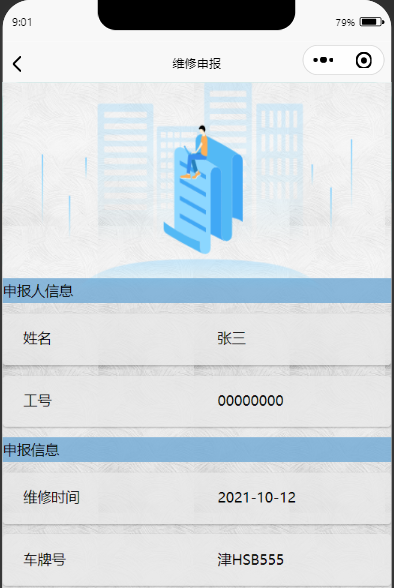 9:01
79%
维修申报
申报人信息
姓名 张三
工号 00000000
申报信息
维修时间 2021-10-12
车牌号 津HSB555